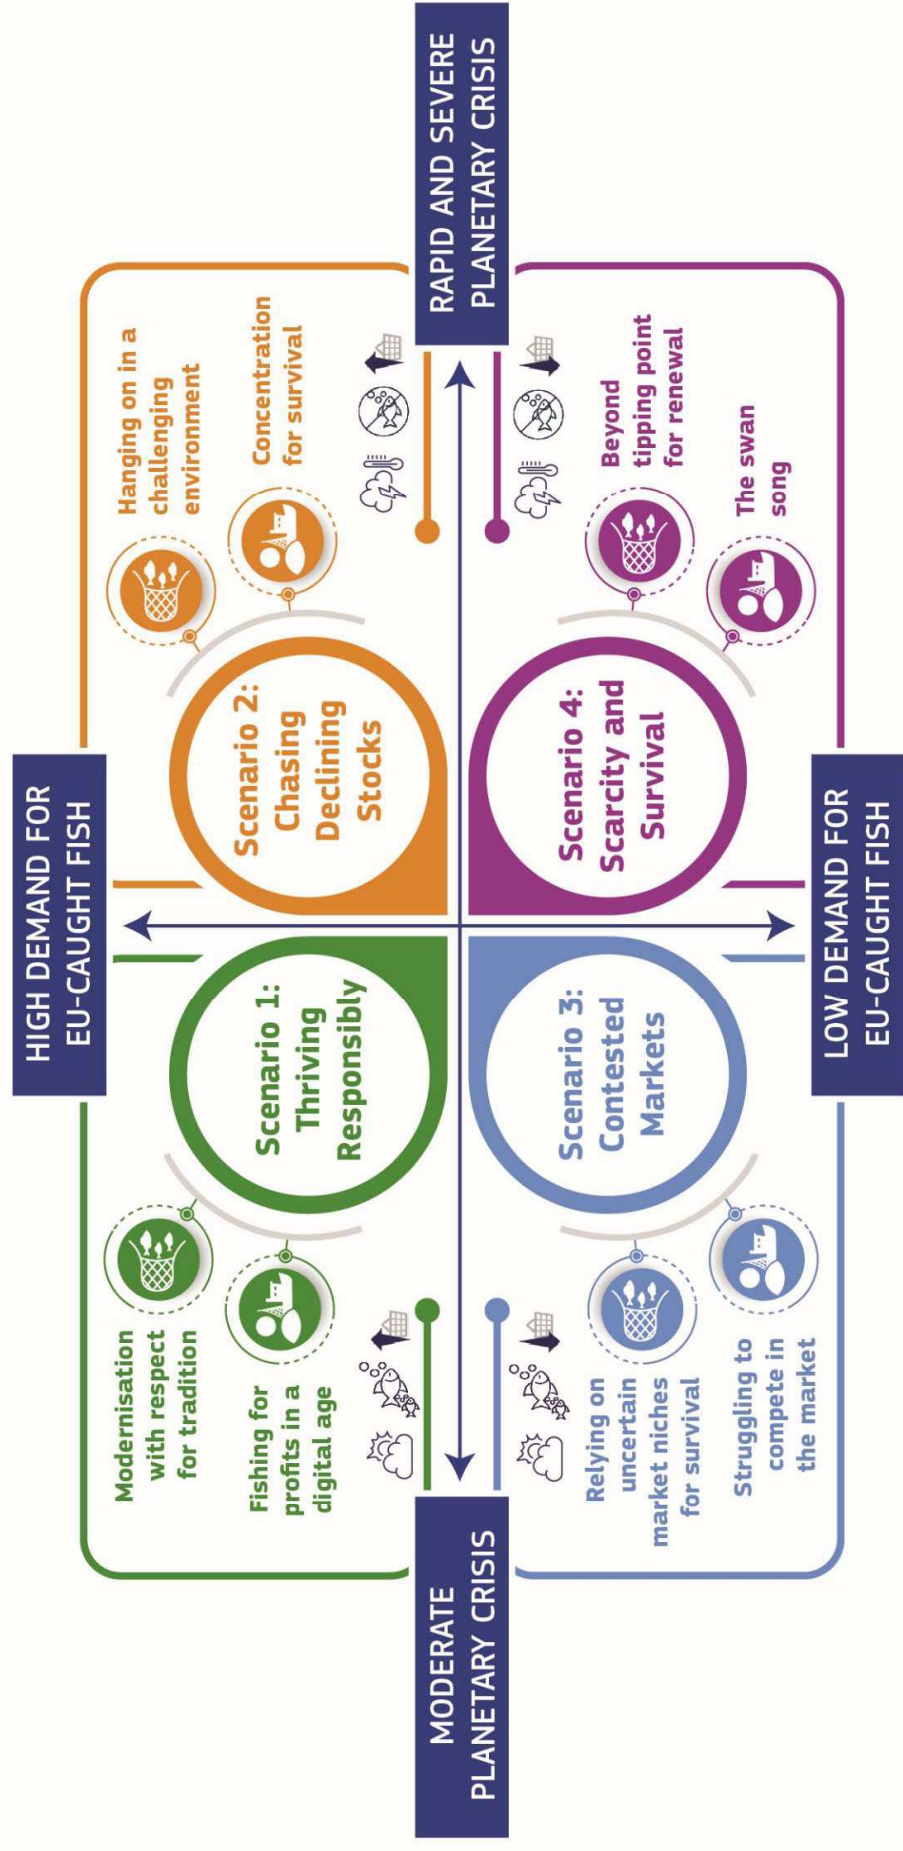 HIGH DEMAND FOR
EU-CAUGHT FISH
Modernisation
with respect
for tradition
Fishing for
profits in a
digital age
Scenario 1:
Thriving
Responsibly
Scenario 2:
Chasing
Declining
Stocks
Hanging on in a
challenging
environment
Concentration
for survival
MODERATE
PLANETARY CRISIS
RAPID AND SEVERE
PLANETARY CRISIS
Relying on
uncertain
market niches
for survival
Struggling to
compete in
the market
Scenario 3:
Contested
Markets
Scenario 4:
Scarcity and
Survival
Beyond
tipping point
for renewal
The swan
song
LOW DEMAND FOR
EU-CAUGHT FISH